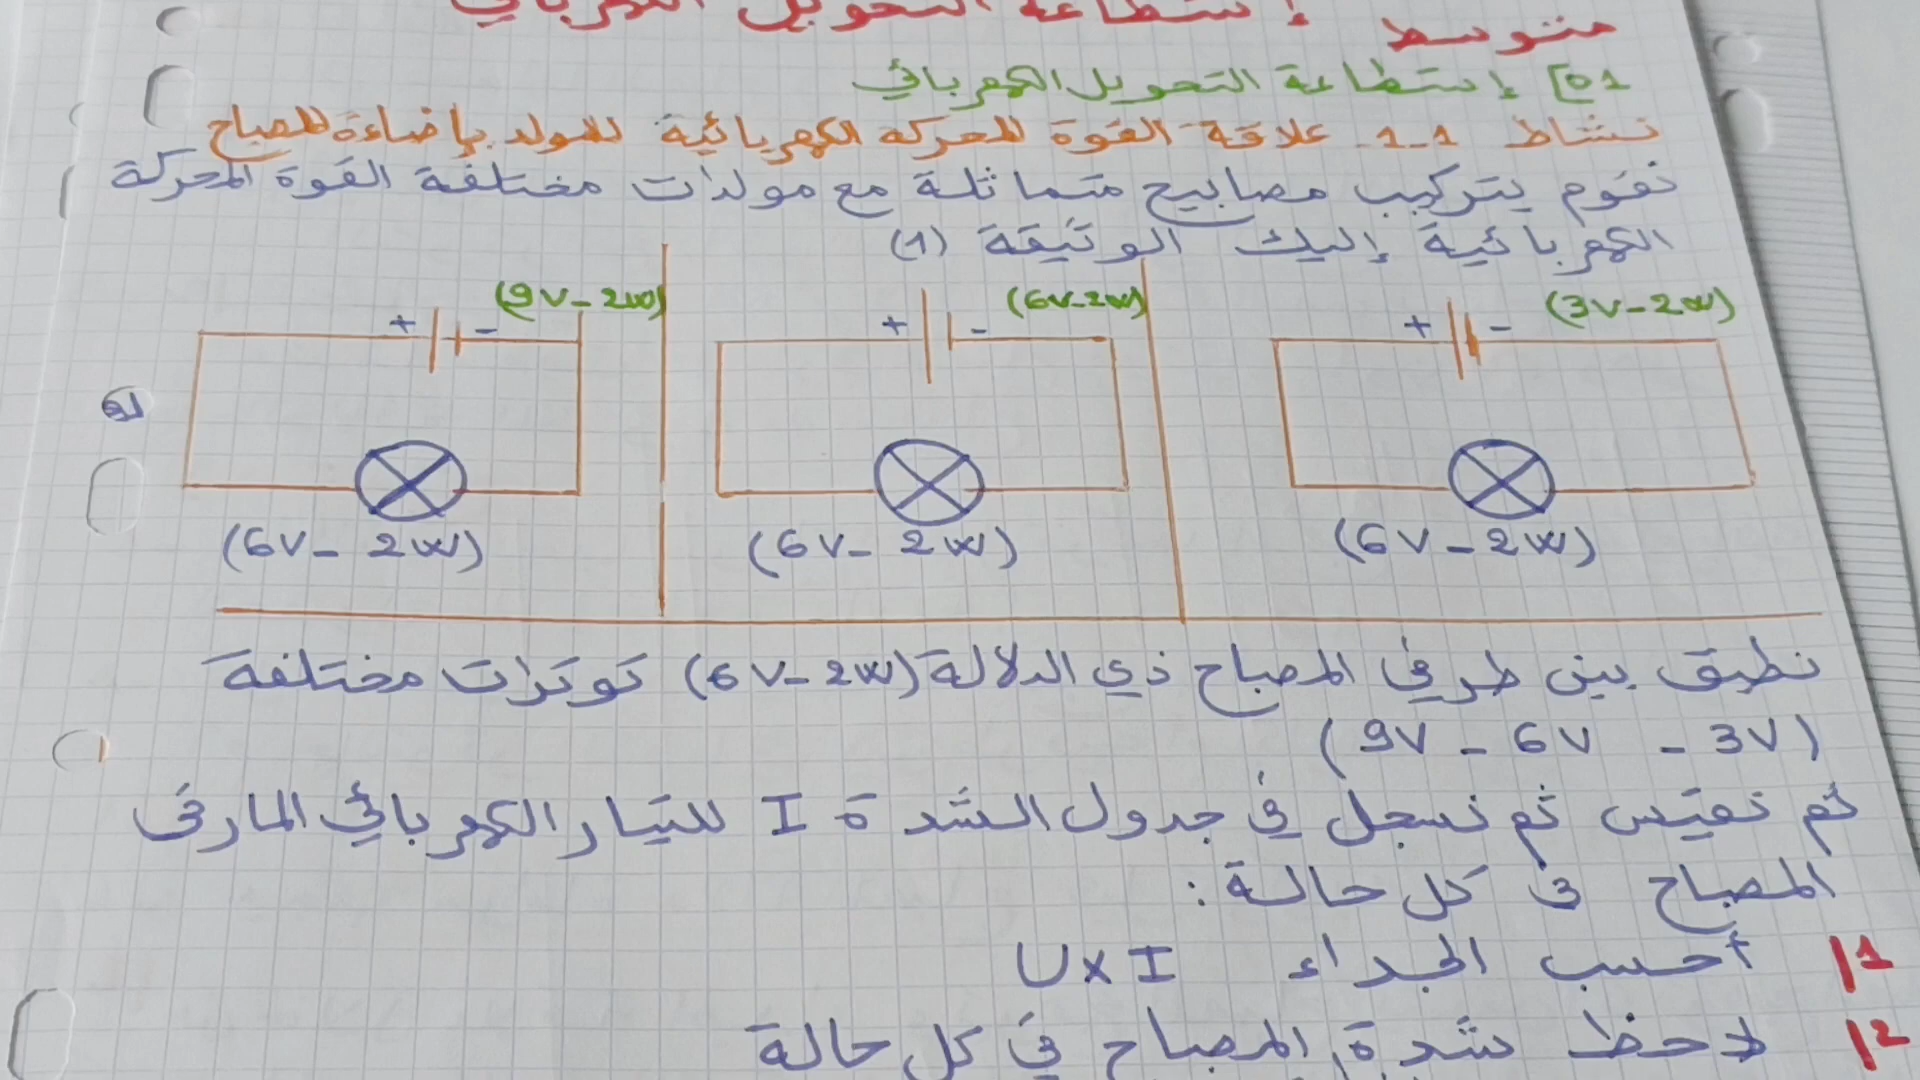 إستطاعة التحويل الكهربائي
متوسط
01] إستطاعة التحويل الكهربائي
نشاط 1-1- علاقة القوة المحركة الكهربائية للمولد بإضاءة المصباح
نقوم بتركيب مصابيح متماثلة مع مولدات مختلفة القوة المحركة
الكهربائية إليك الوثيقة (1)
(9V-2W) (6V-2W) (3V-2W)
+ - + - + -
(6V-2W) (6V-2W) (6V-2W)
نطبق بين طرفي المصباح ذي الدلالة (6V-2W) توترات مختلفة
(9V - 6V - 3V)
ثم نقيس ثم نسجل في جدول الشدة I للتيار الكهربائي المار في
المصباح في كل حالة :
1/ أحسب الجداء U×I
2/ لاحظ شدة المصباح في كل حالة